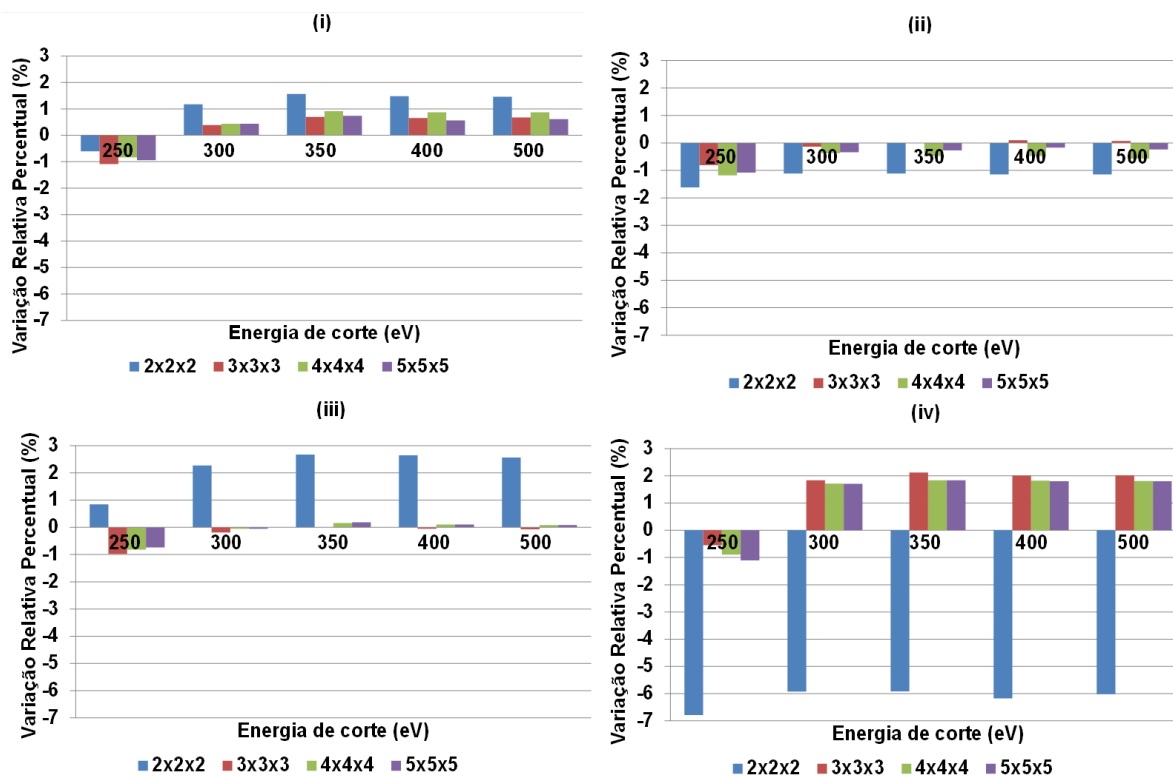 (i)
Variação Relativa Percentual (%)
3
2
1
0
-1
-2
-3
-4
-5
-6
-7
250 300 350 400 500
Energia de corte (eV)
2x2x2 3x3x3 4x4x4 5x5x5
(ii)
Variação Relativa Percentual (%)
3
2
1
0
-1
-2
-3
-4
-5
-6
-7
250 300 350 400 500
Energia de corte (eV)
2x2x2 3x3x3 4x4x4 5x5x5
(iii)
Variação Relativa Percentual (%)
3
2
1
0
-1
-2
-3
-4
-5
-6
-7
250 300 350 400 500
Energia de corte (eV)
2x2x2 3x3x3 4x4x4 5x5x5
(iv)
Variação Relativa Percentual (%)
3
2
1
0
-1
-2
-3
-4
-5
-6
-7
250 300 350 400 500
Energia de corte (eV)
2x2x2 3x3x3 4x4x4 5x5x5